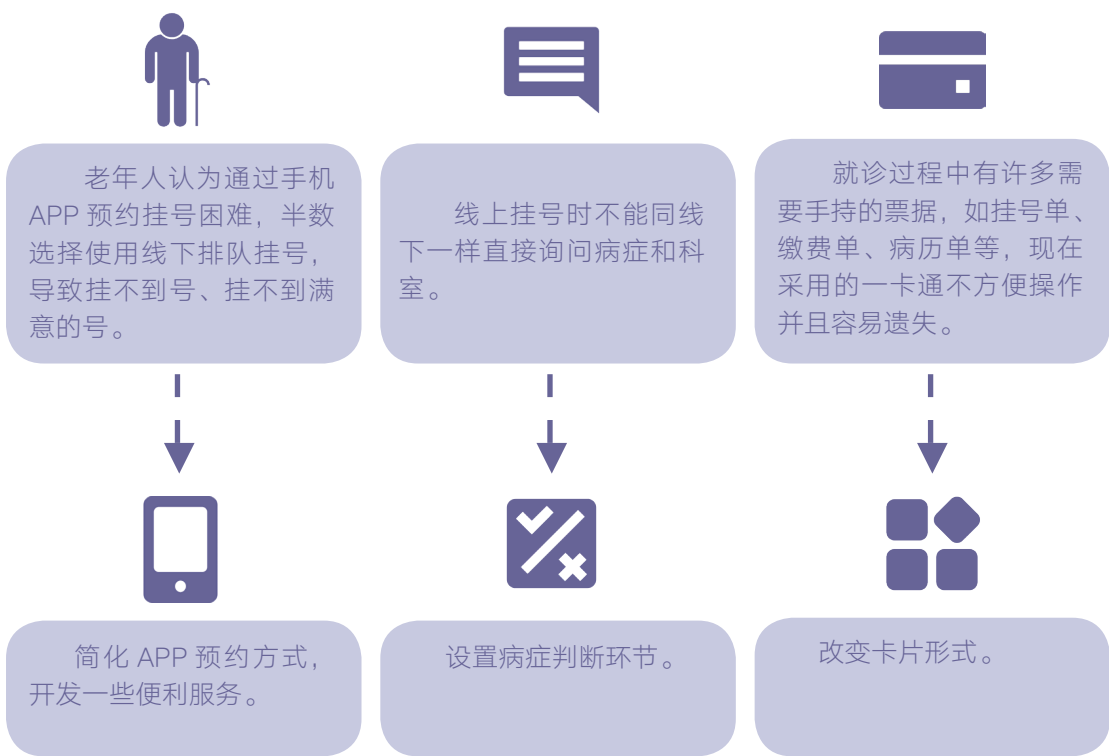 老年人认为通过手机
APP 预约挂号困难，半数
选择使用线下排队挂号，
导致挂不到号、挂不到满
意的号。
线上挂号时不能同线
下一样直接询问病症和科
室。
就诊过程中有许多需
要手持的票据，如挂号单、
缴费单、病历单等，现在
采用的一卡通不方便操作
并且容易遗失。
简化 APP 预约方式，
开发一些便利服务。
设置病症判断环节。
改变卡片形式。